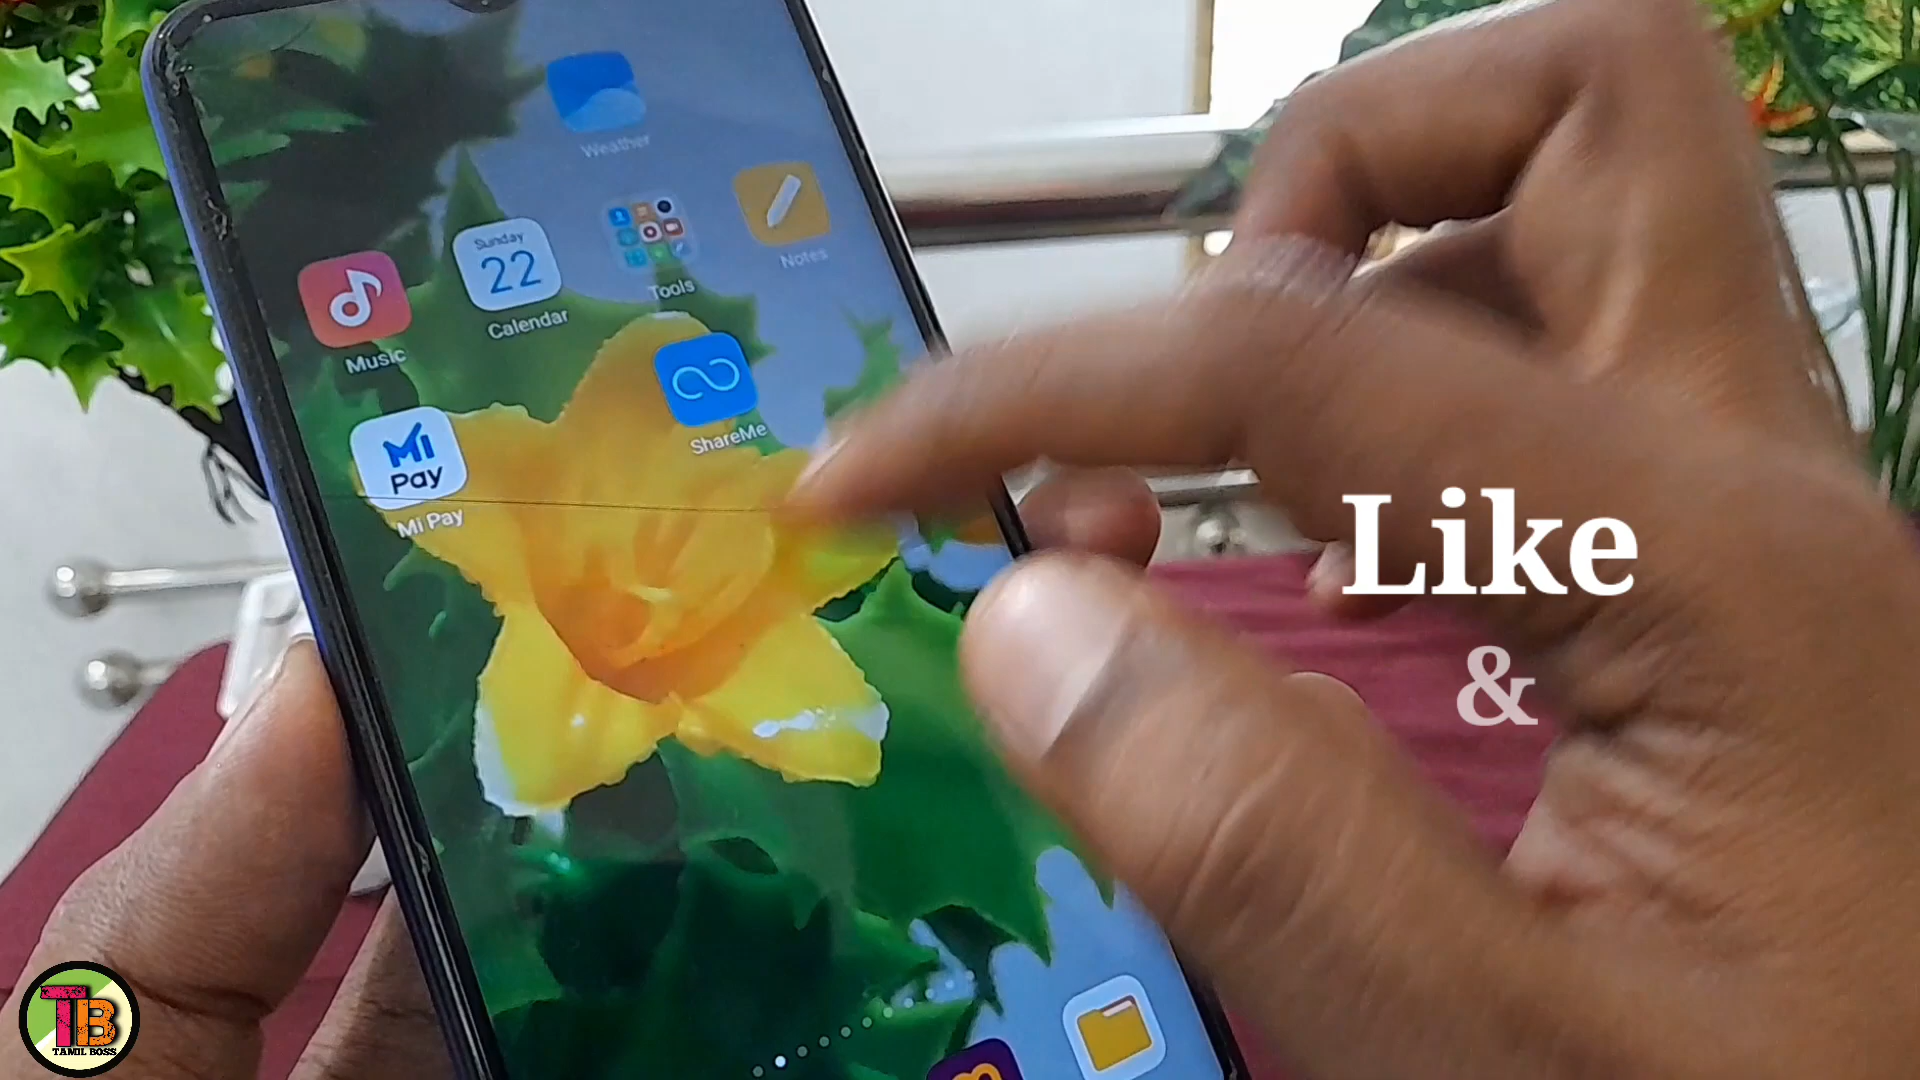 Weather
Notes
Tools
Sunday
22
Calendar
Music
ShareMe
Mi
Pay
Mi Pay
Like
&
TB
TAMIL BOSS